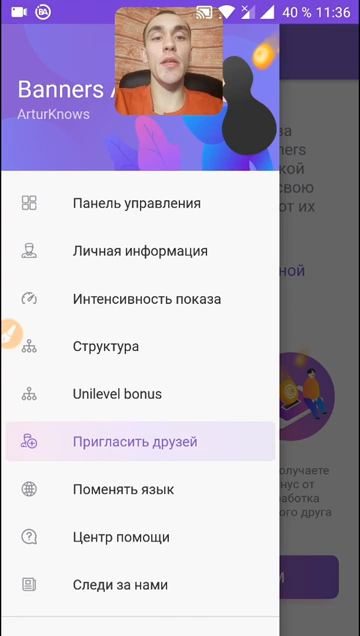 40 % 11:36
Banners
ArturKnows
Панель управления
Личная информация
Интенсивность показа
Структура
Unilevel bonus
Пригласить друзей
Поменять язык
Центр помощи
Следи за нами